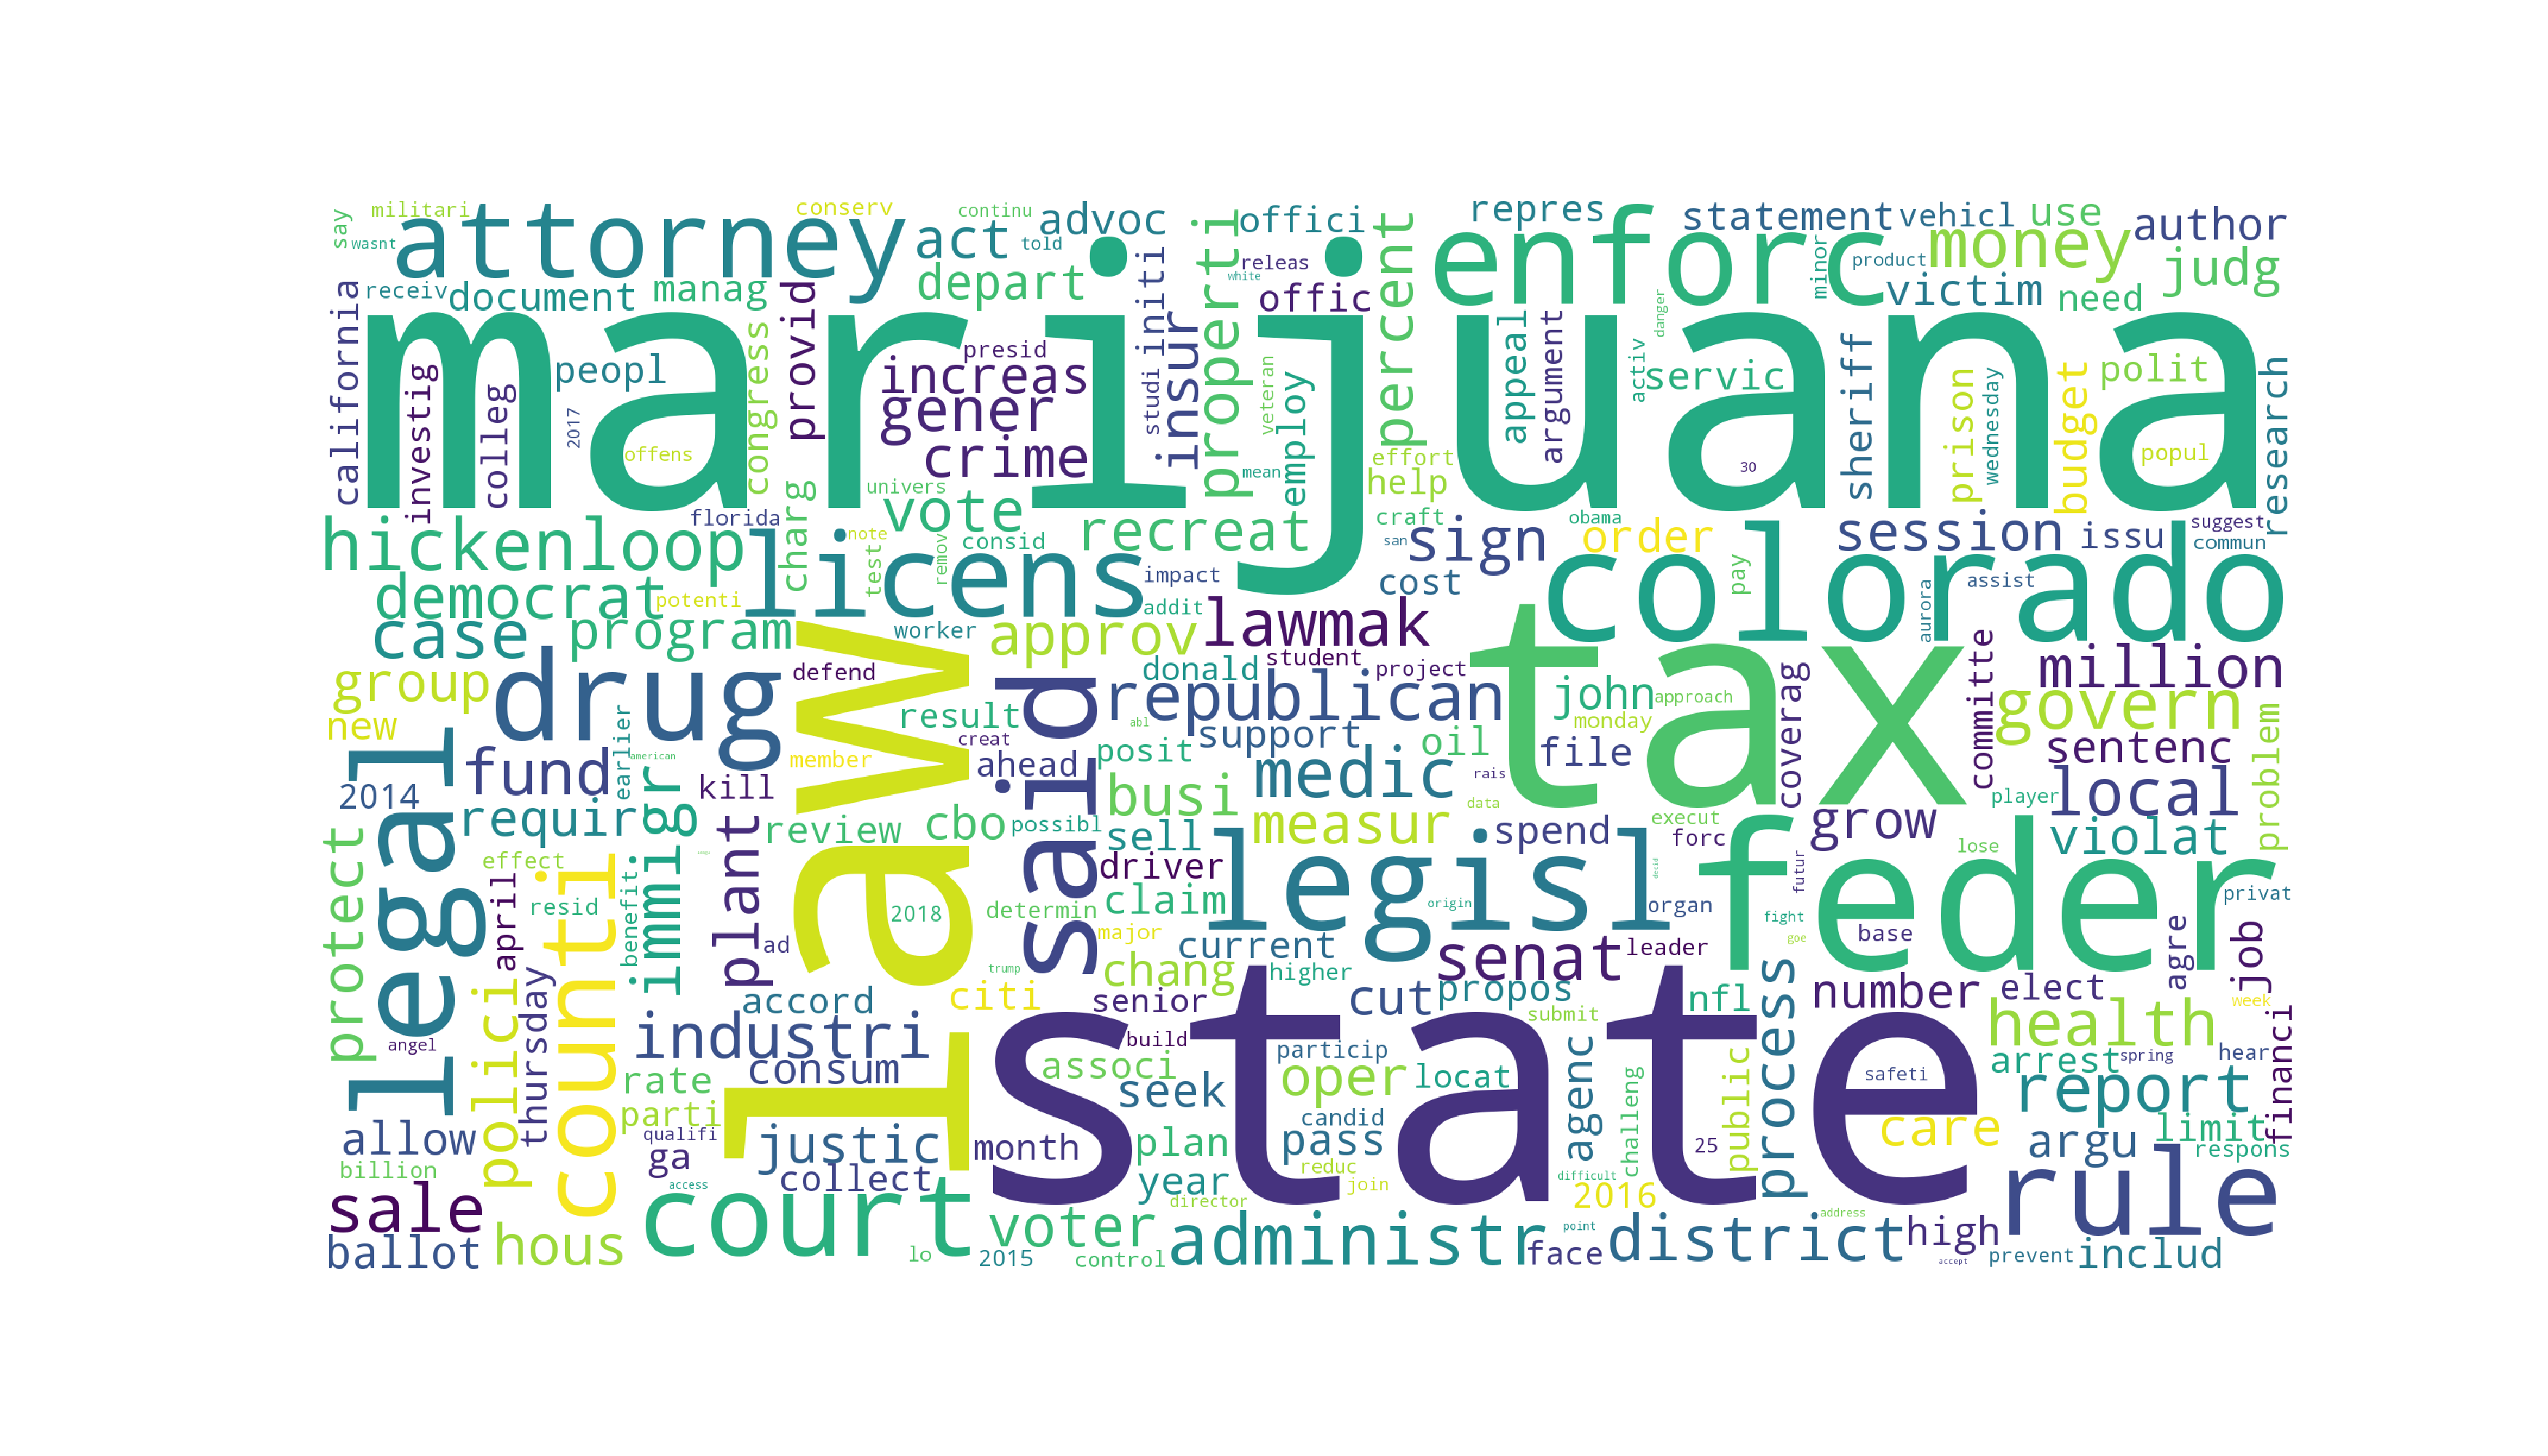 say
militari
wasnt
attorney
conserv
act
continu
told
advoc
offici
repres
statement
vehicl
use
money
author
judg
receiv
document
manag
depart
properti
releas
white
offic
percent
enforc
minor
product
victim
need
california
marijuana
peopl
investig
colleg
2017
offens
congress
provid
presid
increas
gener
crime
studi
initi
insur
veteran
mean
employ
effort
help
appeal
argument
activ
danger
servic
30
sheriff
prison
wednesday
budget
polit
popul
research
hickenloop
florida
charg
univers
vote
note
test
remov
consid
recreat
impact
addit
craft
san
sign
obama
order
cost
session
issu
suggest
commun
democrat
potenti
licens
colorado
pay
aurora
assist
case
program
worker
approv
lawmak
group
drug
defend
law
said
donald
student
project
republican
tax
john
approach
monday
coverag
committe
million
govern
new
result
abl
creat
support
posit
oil
file
sentenc
problem
legal
fund
earlier
american
immigr
kill
member
ahead
medic
rais
data
player
local
2014
requir
plant
review
cbo
possibl
busi
sell
measur
spend
execut
forc
grow
lose
violat
protect
effect
april
counti
resid
benefit
ad
2018
determin
driver
claim
major
legisl
origin
organ
futur
feder
privat
fight
goe
base
current
senat
leader
agre
job
polici
thursday
trump
chang
higher
accord
citi
senior
cut
propos
nfl
submit
number
elect
week
angel
industri
state
build
process
health
consum
associ
particip
agenc
arrest
spring
hear
financi
rate
seek
oper
locat
challeng
public
safeti
report
parti
candid
allow
qualifi
justic
month
plan
pass
25
care
argu
limit
billion
ga
access
collect
year
reduc
join
difficult
respons
sale
court
director
2016
rule
ballot
hous
lo
voter
2015
control
administr
face
point
district
address
high
accept
prevent
includ